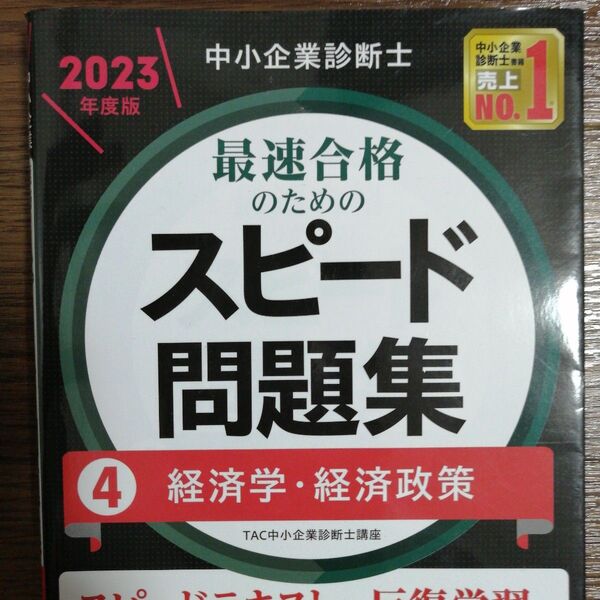 2023
年度版
中小企業診断士
中小企業
診断士書籍
売上
NO.1
最速合格
のための
スピード
問題集
4 経済学・経済政策
TAC中小企業診断士講座